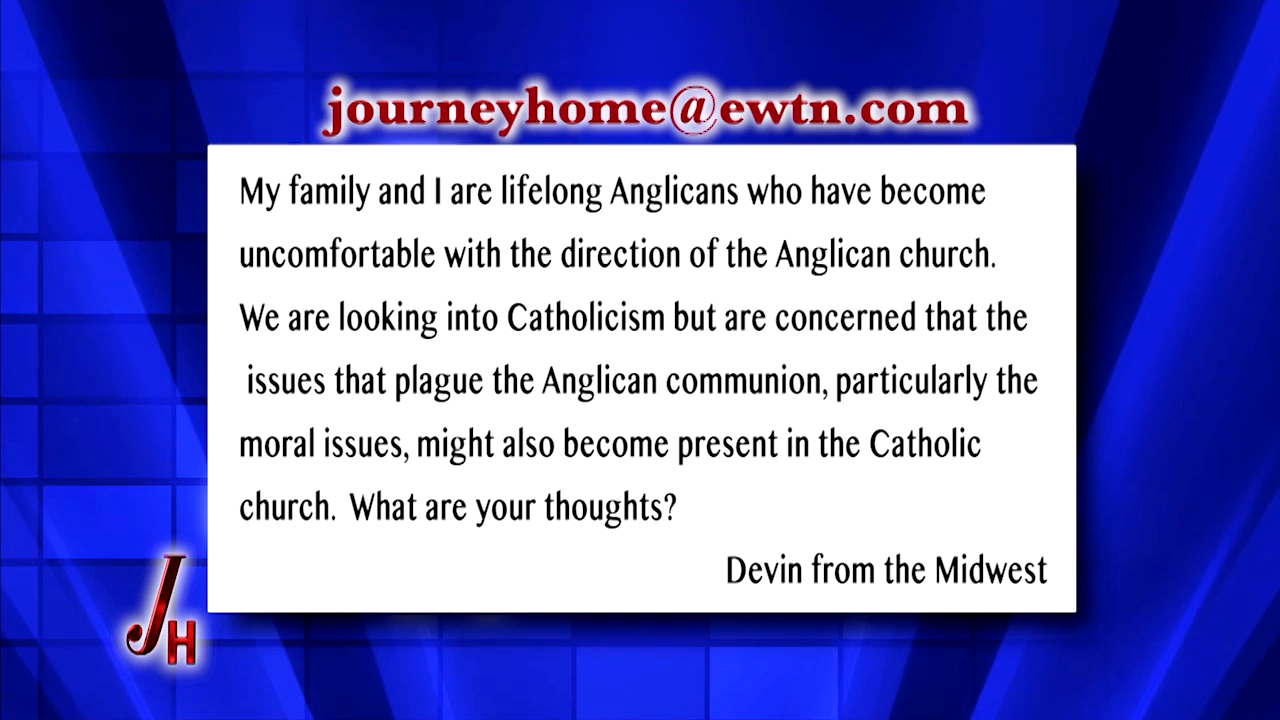 journeyhome@ewtn.com
My family and I are lifelong Anglicans who have become
uncomfortable with the direction of the Anglican church.
We are looking into Catholicism but are concerned that the
issues that plague the Anglican communion, particularly the
moral issues, might also become present in the Catholic
church. What are your thoughts?
Devin from the Midwest
JH